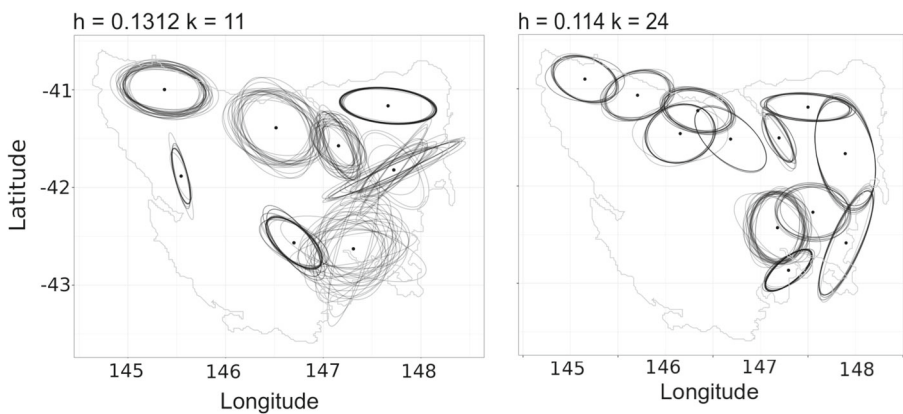 h = 0.1312 k = 11
h = 0.114 k = 24
Latitude
-41
-42
-43
145 146 147 148
145 146 147 148
Longitude
Longitude